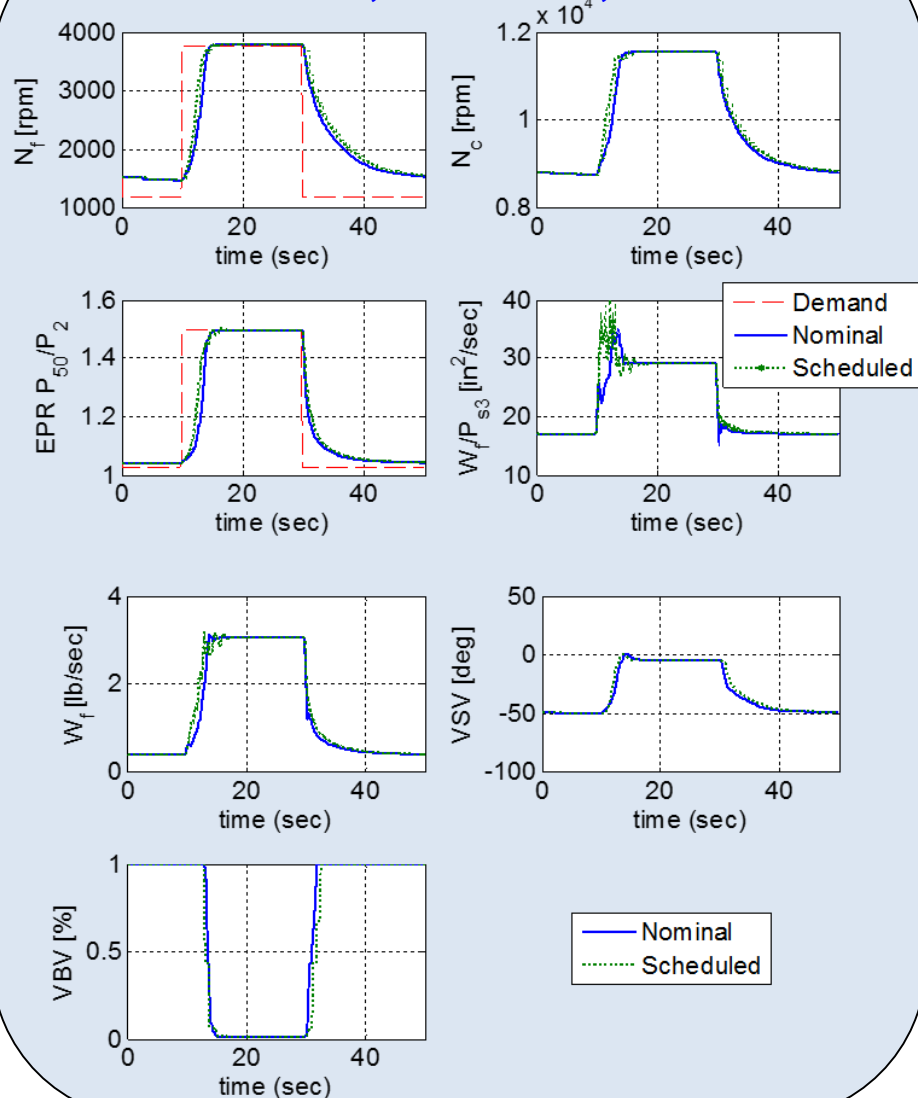 x 10⁴
4000
3000
2000
1000
N_f [rpm]
0 20 40
time (sec)
1.2
1
0.8
N_c [rpm]
0 20 40
time (sec)
1.6
1.4
1.2
1
EPR P_50/P_2
0 20 40
time (sec)
40
30
20
10
W_f/P_s3 [in²/sec]
0 20 40
time (sec)
Demand
Nominal
Scheduled
4
2
0
W_f [lb/sec]
0 20 40
time (sec)
50
0
-50
-100
VSV [deg]
0 20 40
time (sec)
1
0.5
0
VBV [%]
0 20 40
time (sec)
Nominal
Scheduled